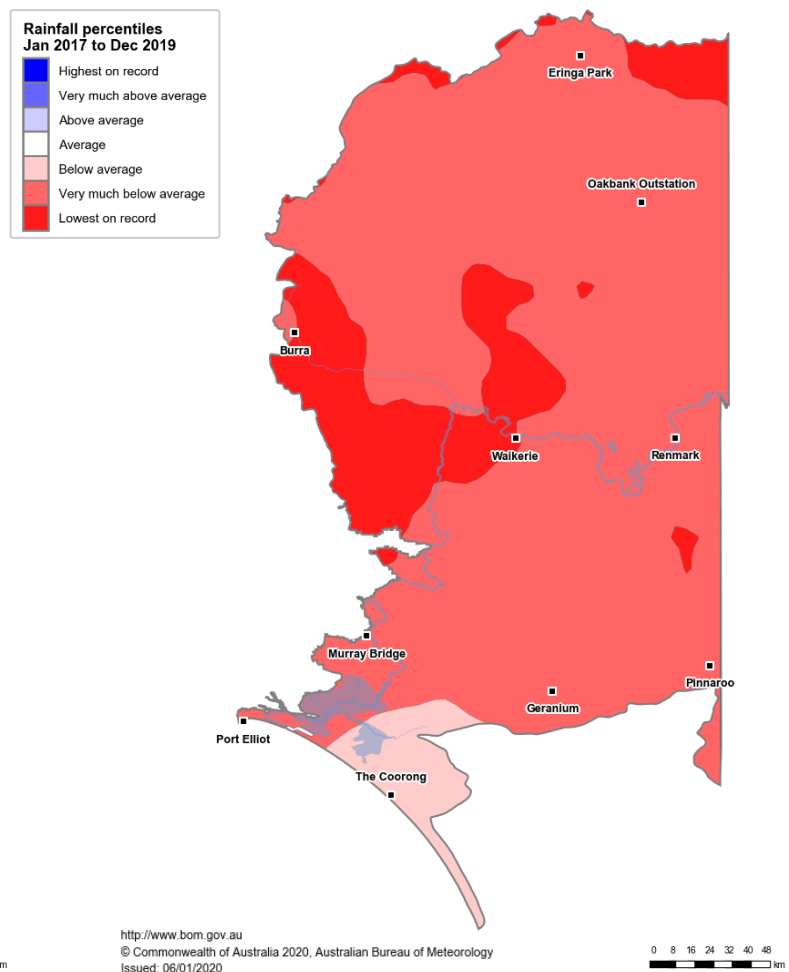 Rainfall percentiles
Jan 2017 to Dec 2019
Highest on record
Very much above average
Above average
Average
Below average
Very much below average
Lowest on record
Eringa Park
Oakbank Outstation
Burra
Waikerie
Renmark
Murray Bridge
Pinnaroo
Geranium
Port Elliot
The Coorong
http://www.bom.gov.au
© Commonwealth of Australia 2020, Australian Bureau of Meteorology
Issued: 06/01/2020
0 8 16 24 32 40 48
km
m